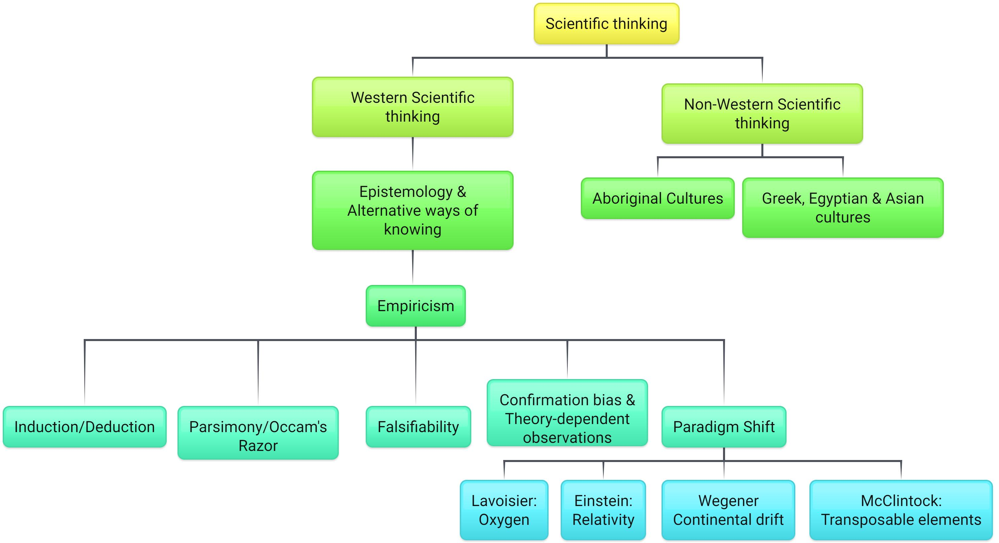 Scientific thinking
Western Scientific
thinking
Non-Western Scientific
thinking
Epistemology &
Alternative ways of
knowing
Aboriginal Cultures
Greek, Egyptian & Asian
cultures
Empiricism
Induction/Deduction
Parsimony/Occam's
Razor
Falsifiability
Confirmation bias &
Theory-dependent
observations
Paradigm Shift
Lavoisier:
Oxygen
Einstein:
Relativity
Wegener
Continental drift
McClintock:
Transposable elements